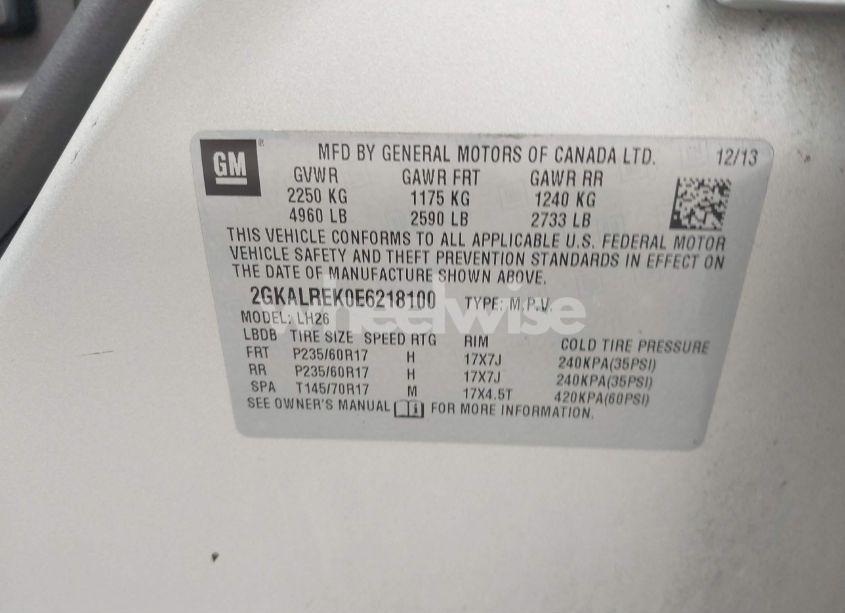 GM
MFD BY GENERAL MOTORS OF CANADA LTD. 12/13
GVWR GAWR FRT GAWR RR
2250 KG 1175 KG 1240 KG
4960 LB 2590 LB 2733 LB
THIS VEHICLE CONFORMS TO ALL APPLICABLE U.S. FEDERAL MOTOR
VEHICLE SAFETY AND THEFT PREVENTION STANDARDS IN EFFECT ON
THE DATE OF MANUFACTURE SHOWN ABOVE.
2GKALREK0E6218100 TYPE: M.P.V.
MODEL: LH26
wheelwise
LBDB TIRE SIZE SPEED RTG RIM COLD TIRE PRESSURE
FRT P235/60R17 H 17X7J 240KPA(35PSI)
RR P235/60R17 H 17X7J 240KPA(35PSI)
SPA T145/70R17 M 17X4.5T 420KPA(60PSI)
SEE OWNER'S MANUAL FOR MORE INFORMATION.